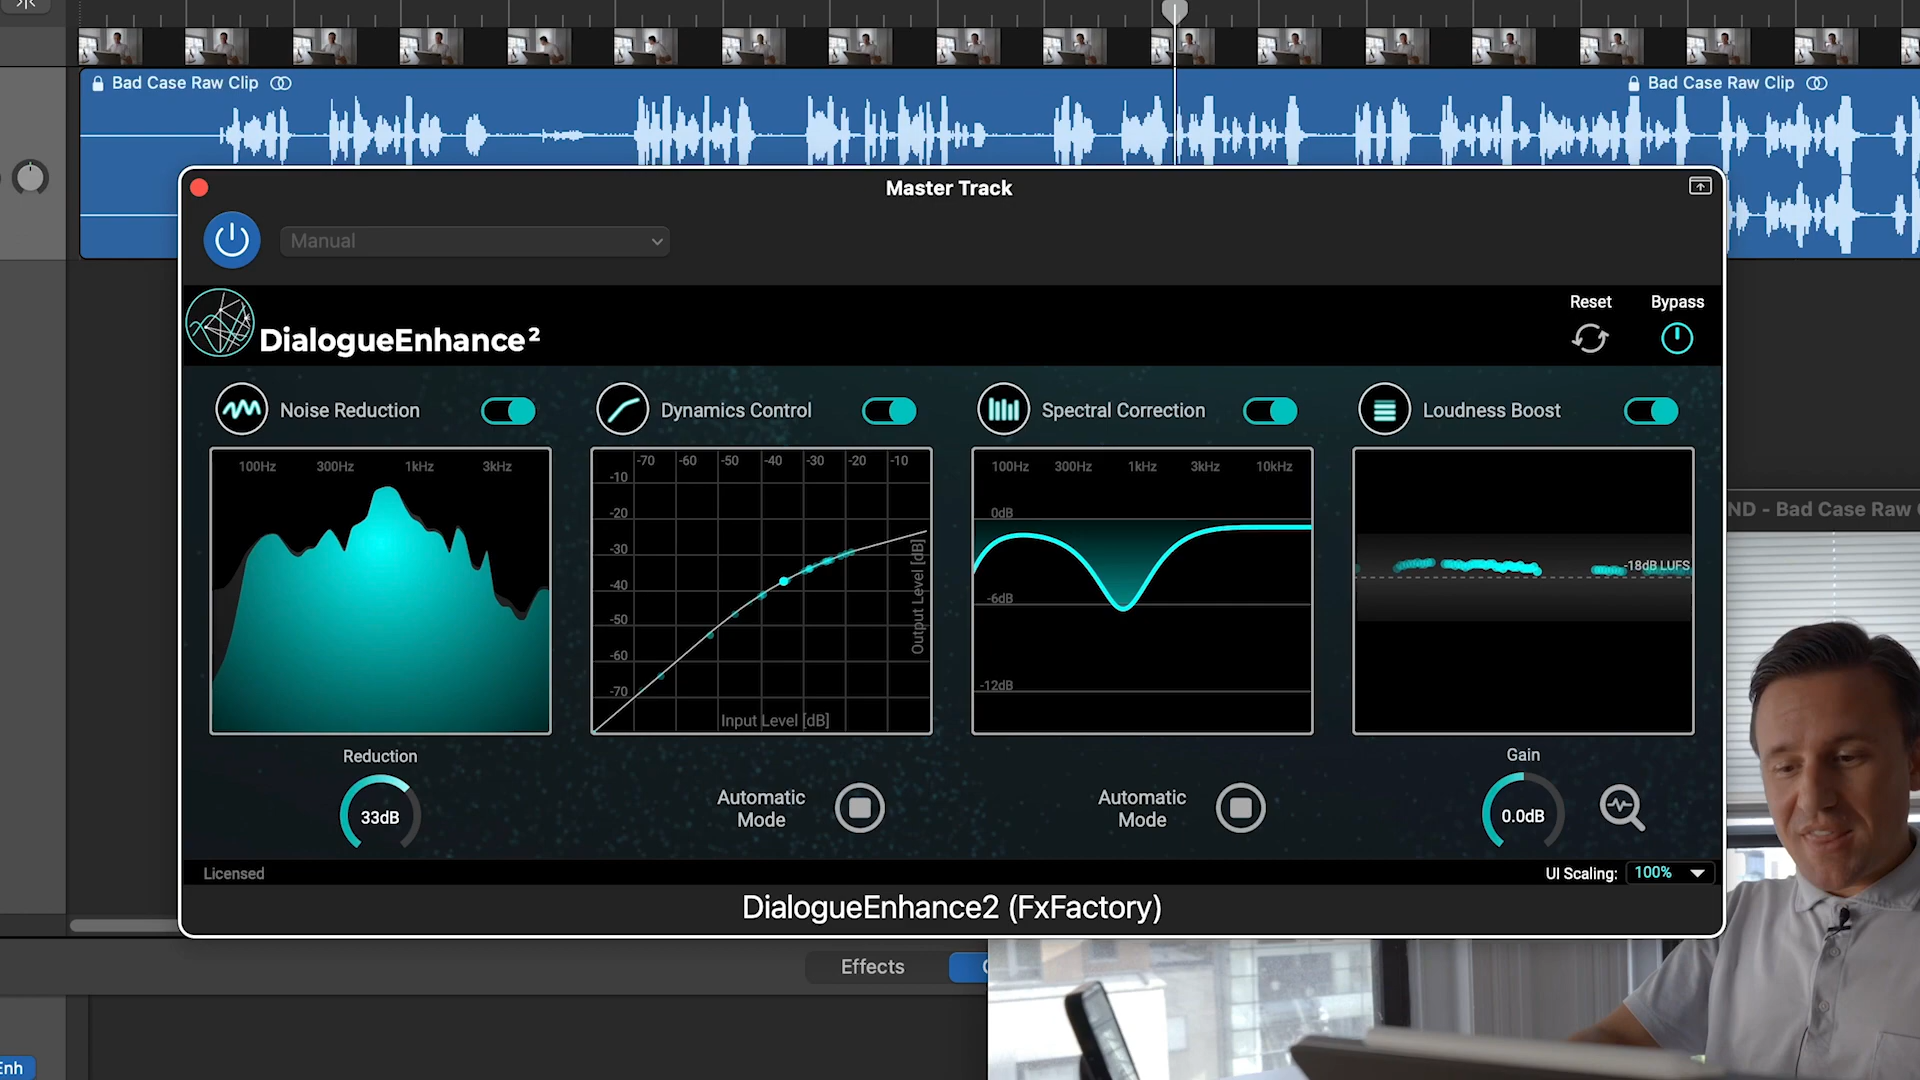 Bad Case Raw Clip
Bad Case Raw Clip
Master Track
Manual
DialogueEnhance²
Reset
Bypass
Noise Reduction
Dynamics Control
Spectral Correction
Loudness Boost
100Hz 300Hz 1kHz 3kHz
-70 -60 -50 -40 -30 -20 -10
-10
-20
-30
-40
-50
-60
-70
Output Level [dB]
Input Level [dB]
100Hz 300Hz 1kHz 3kHz 10kHz
0dB
-6dB
-12dB
-18dB LUFS
ND - Bad Case Raw
Reduction
33dB
Automatic
Mode
Automatic
Mode
Gain
0.0dB
Licensed
UI Scaling: 100%
DialogueEnhance2 (FxFactory)
Effects
Enh